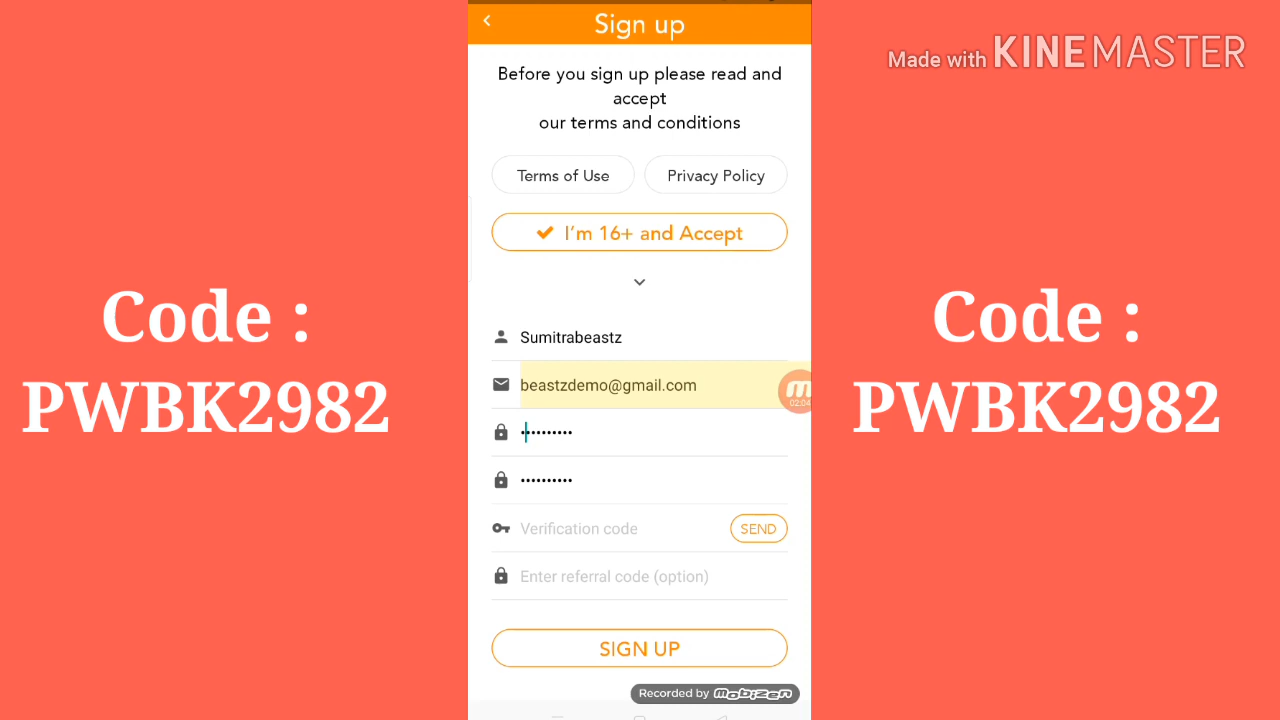 Sign up
Made with KINEMASTER
Before you sign up please read and
accept
our terms and conditions
Terms of Use
Privacy Policy
I'm 16+ and Accept
Code :
PWBK2982
Code :
PWBK2982
Sumitrabeastz
beastzdemo@gmail.com
02:04
Verification code
SEND
Enter referral code (option)
SIGN UP
Recorded by mobizen